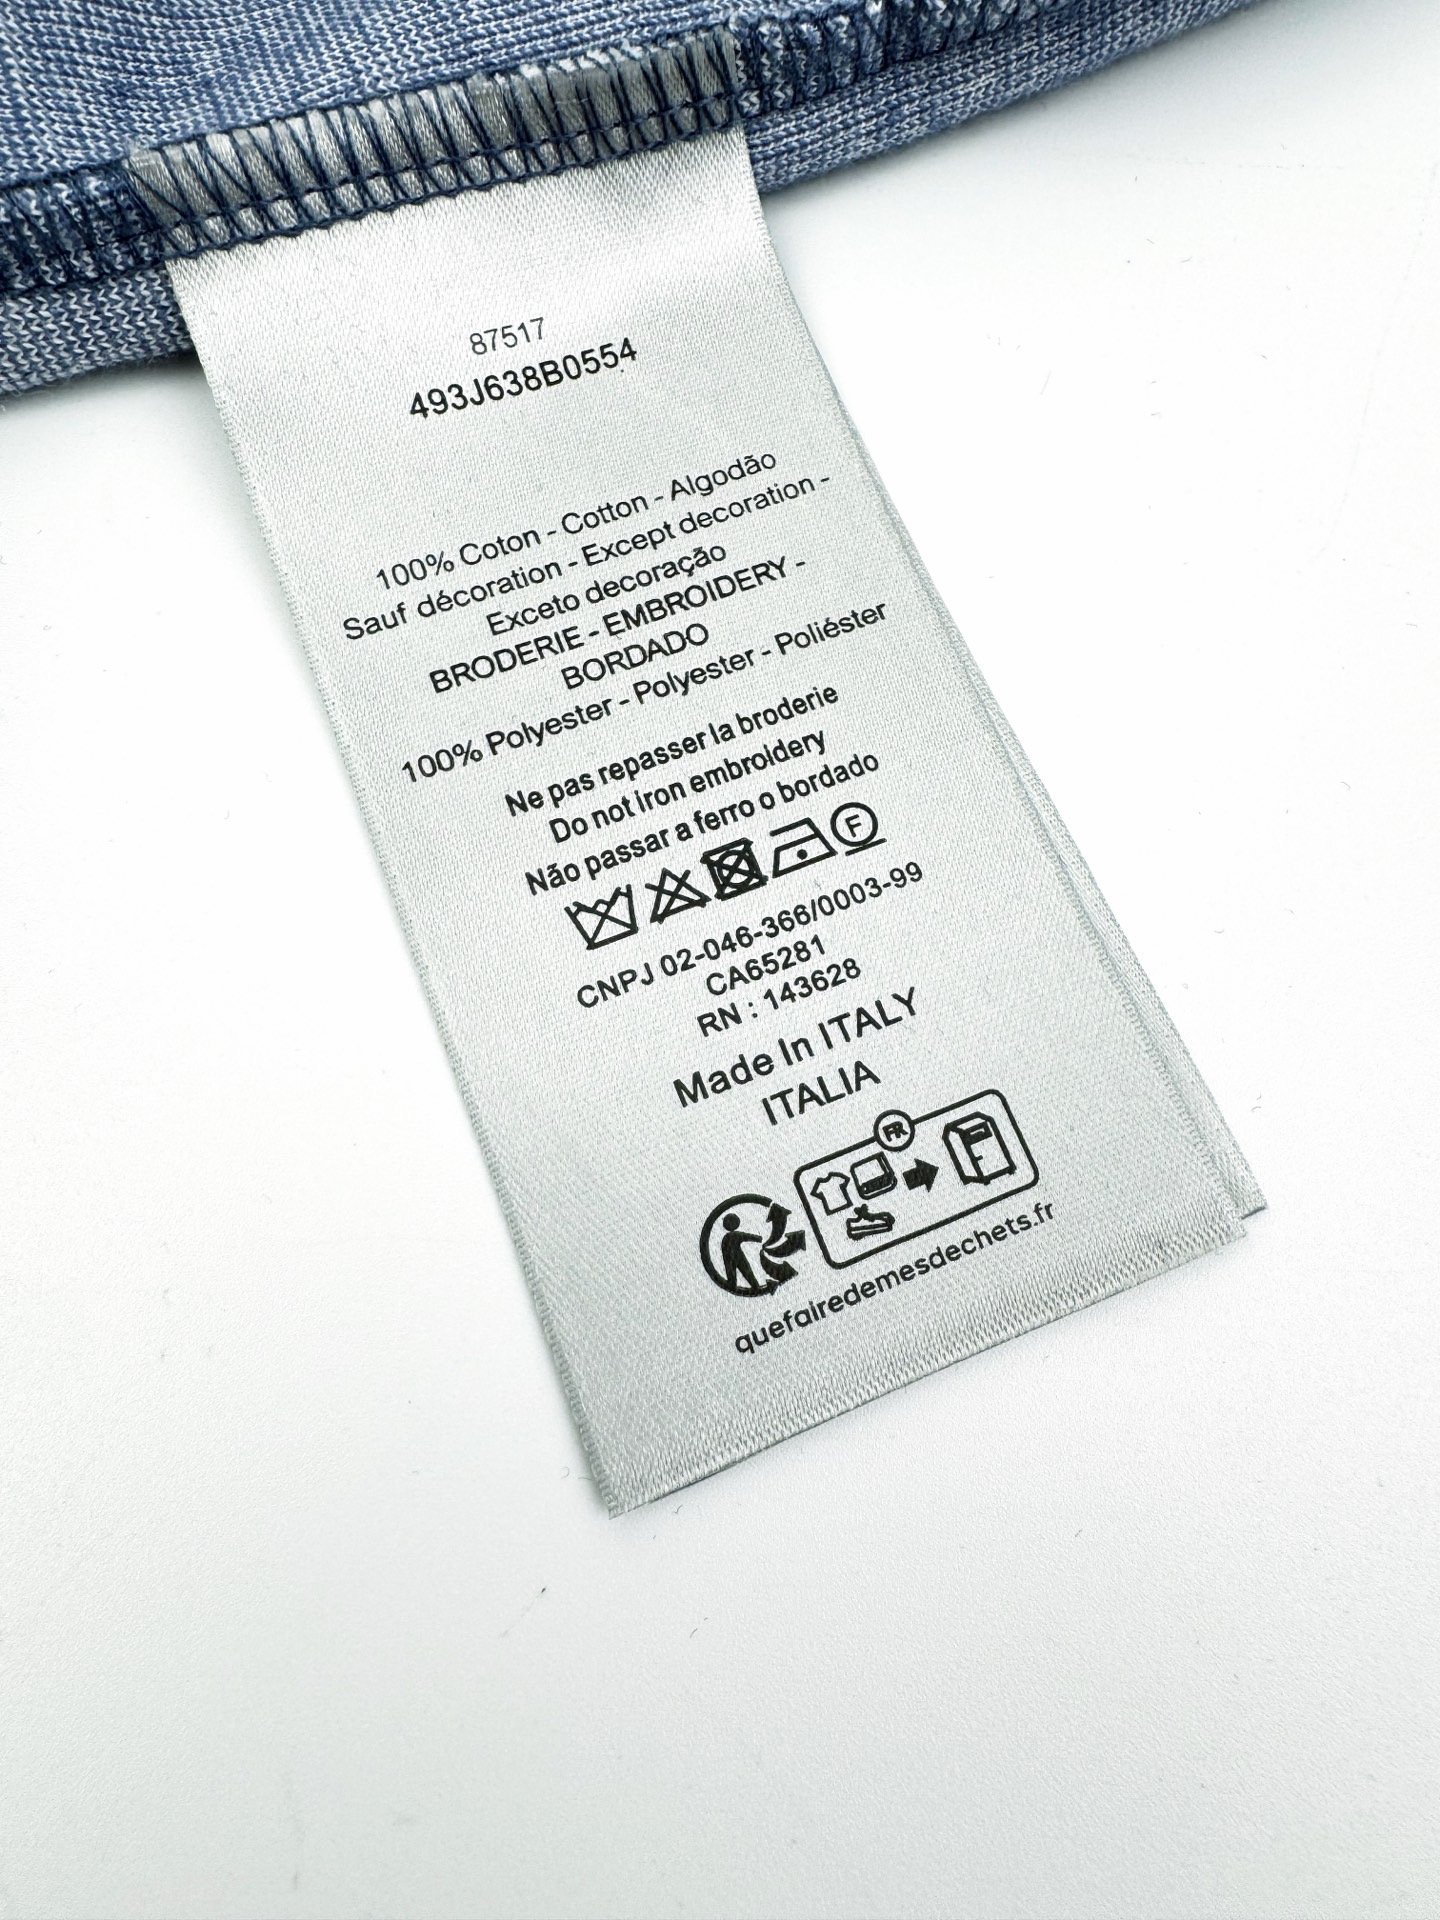 87517
493J638B0554
100% Coton - Cotton - Algodão
Sauf décoration - Except decoration -
Exceto decoração
BRODERIE - EMBROIDERY -
BORDADO
100% Polyester - Polyester - Poliéster
Ne pas repasser la broderie
Do not iron embroidery
Não passar a ferro o bordado
F
CNPJ 02-046-366/0003-99
CA65281
RN : 143628
Made In ITALY
ITALIA
FR
quefairedemesdechets.fr